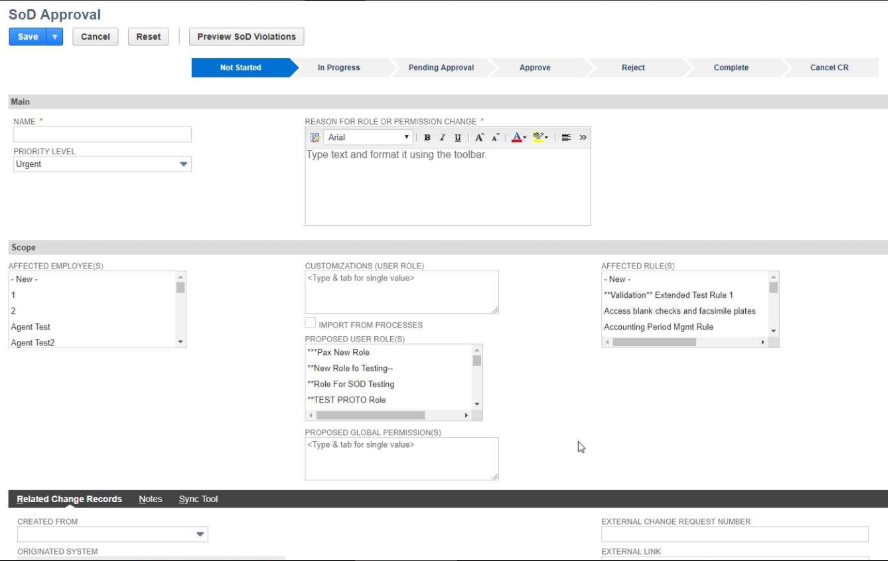 SoD Approval
Save
Cancel
Reset
Preview SoD Violations
Not Started
In Progress
Pending Approval
Approve
Reject
Complete
Cancel CR
Main
NAME *
REASON FOR ROLE OR PERMISSION CHANGE *
Arial
B I U A A A ab
Type text and format it using the toolbar.
PRIORITY LEVEL
Urgent
Scope
AFFECTED EMPLOYEE(S)
- New -
1
2
Agent Test
Agent Test2
CUSTOMIZATIONS (USER ROLE)
<Type & tab for single value>
IMPORT FROM PROCESSES
PROPOSED USER ROLE(S)
***Pax New Role
**New Role fo Testing--
**Role For SOD Testing
**TEST PROTO Role
PROPOSED GLOBAL PERMISSION(S)
<Type & tab for single value>
AFFECTED RULE(S)
- New -
**Validation** Extended Test Rule 1
Access blank checks and facsimile plates
Accounting Period Mgmt Rule
Related Change Records
Notes
Sync Tool
CREATED FROM
ORIGINATED SYSTEM
EXTERNAL CHANGE REQUEST NUMBER
EXTERNAL LINK